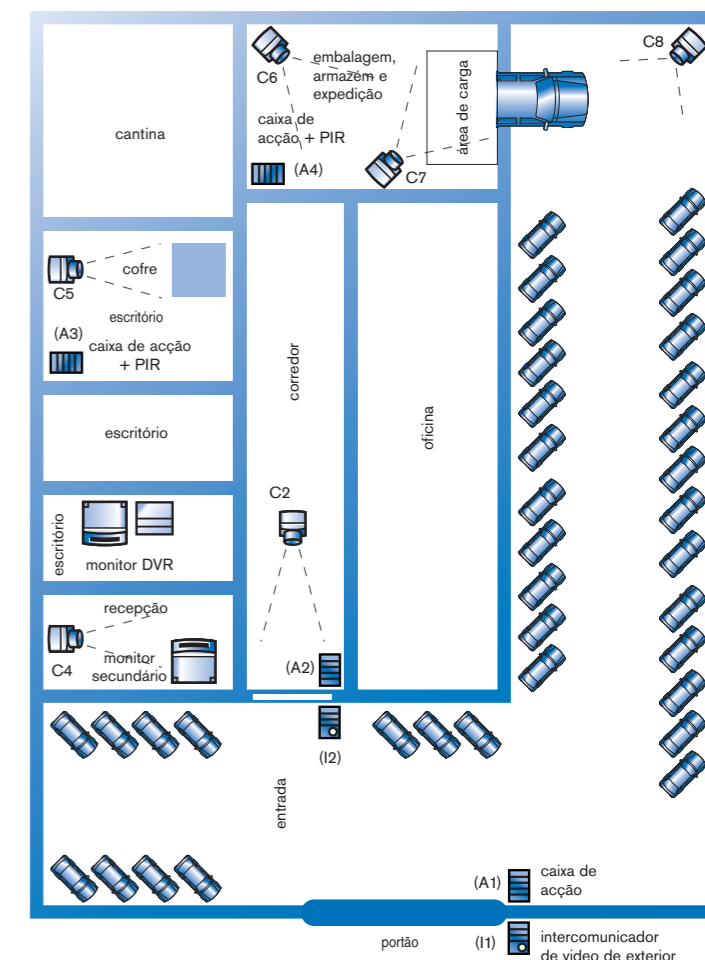 C6
embalagem,
armazém e
expedição
caixa de
acção + PIR
(A4)
C7
área de carga
C8
cantina
C5
cofre
escritório
(A3)
caixa de acção
+ PIR
corredor
oficina
escritório
C2
escritório
monitor DVR
recepção
C4
monitor
secundário
(A2)
(I2)
entrada
(A1)
caixa de
acção
portão
(I1)
intercomunicador
de video de exterior